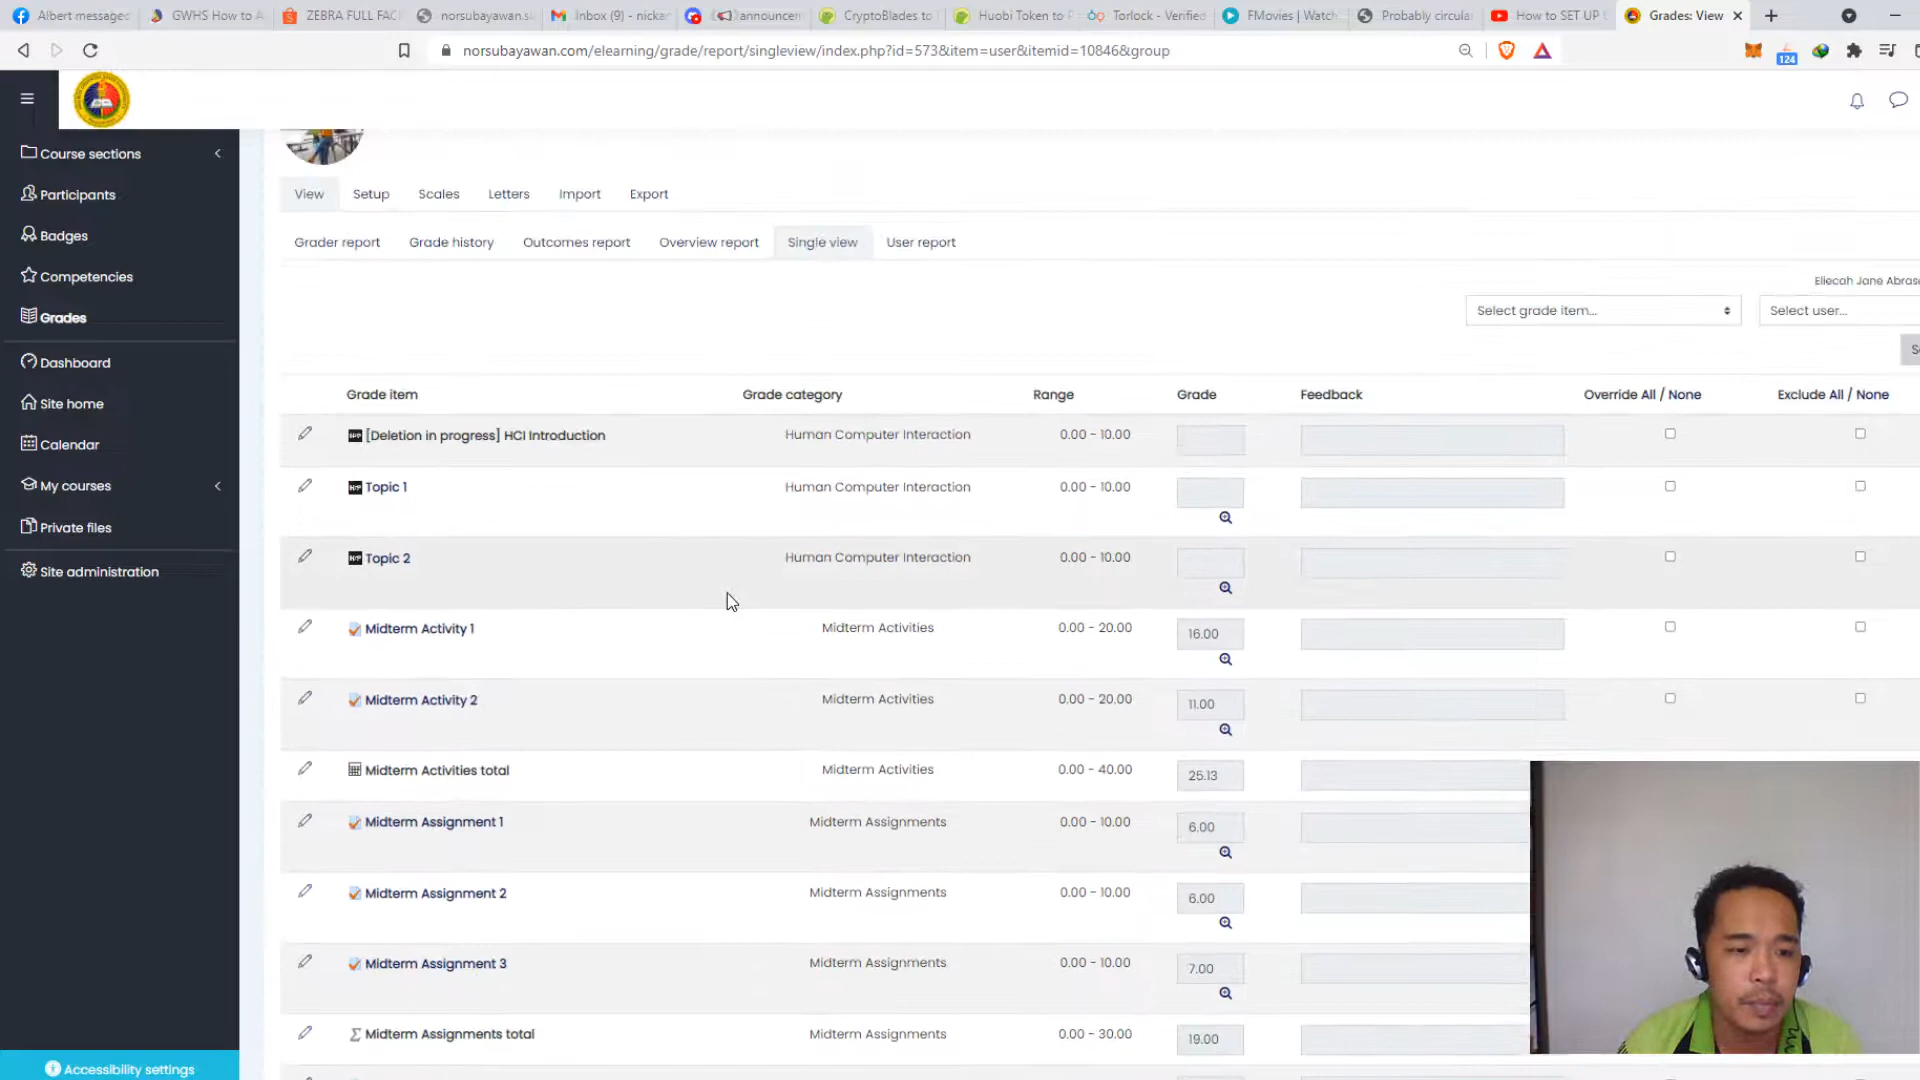 Albert message:
GWHS How to A
ZEBRA FULL FAC
norsubayawan.s
Inbox (9) - nickar
announcem
CryptoBlades to
Huobi Token to P
Torlock - Verified
FMovies | Watch
Probably circular
How to SET UP
Grades: View
norsubayawan.com/elearning/grade/report/singleview/index.php?id=573&item=user&itemid=10846&group
124
Course sections
Participants
Badges
Competencies
Grades
Dashboard
Site home
Calendar
My courses
Private files
Site administration
Accessibility settings
View Setup Scales Letters Import Export
Grader report Grade history Outcomes report Overview report Single view User report
Eliecah Jane Abras
Select grade item... Select user...
Grade item Grade category Range Grade Feedback Override All / None Exclude All / None
[Deletion in progress] HCI Introduction Human Computer Interaction 0.00 - 10.00
Topic 1 Human Computer Interaction 0.00 - 10.00
Topic 2 Human Computer Interaction 0.00 - 10.00
Midterm Activity 1 Midterm Activities 0.00 - 20.00 16.00
Midterm Activity 2 Midterm Activities 0.00 - 20.00 11.00
Midterm Activities total Midterm Activities 0.00 - 40.00 25.13
Midterm Assignment 1 Midterm Assignments 0.00 - 10.00 6.00
Midterm Assignment 2 Midterm Assignments 0.00 - 10.00 6.00
Midterm Assignment 3 Midterm Assignments 0.00 - 10.00 7.00
Midterm Assignments total Midterm Assignments 0.00 - 30.00 19.00